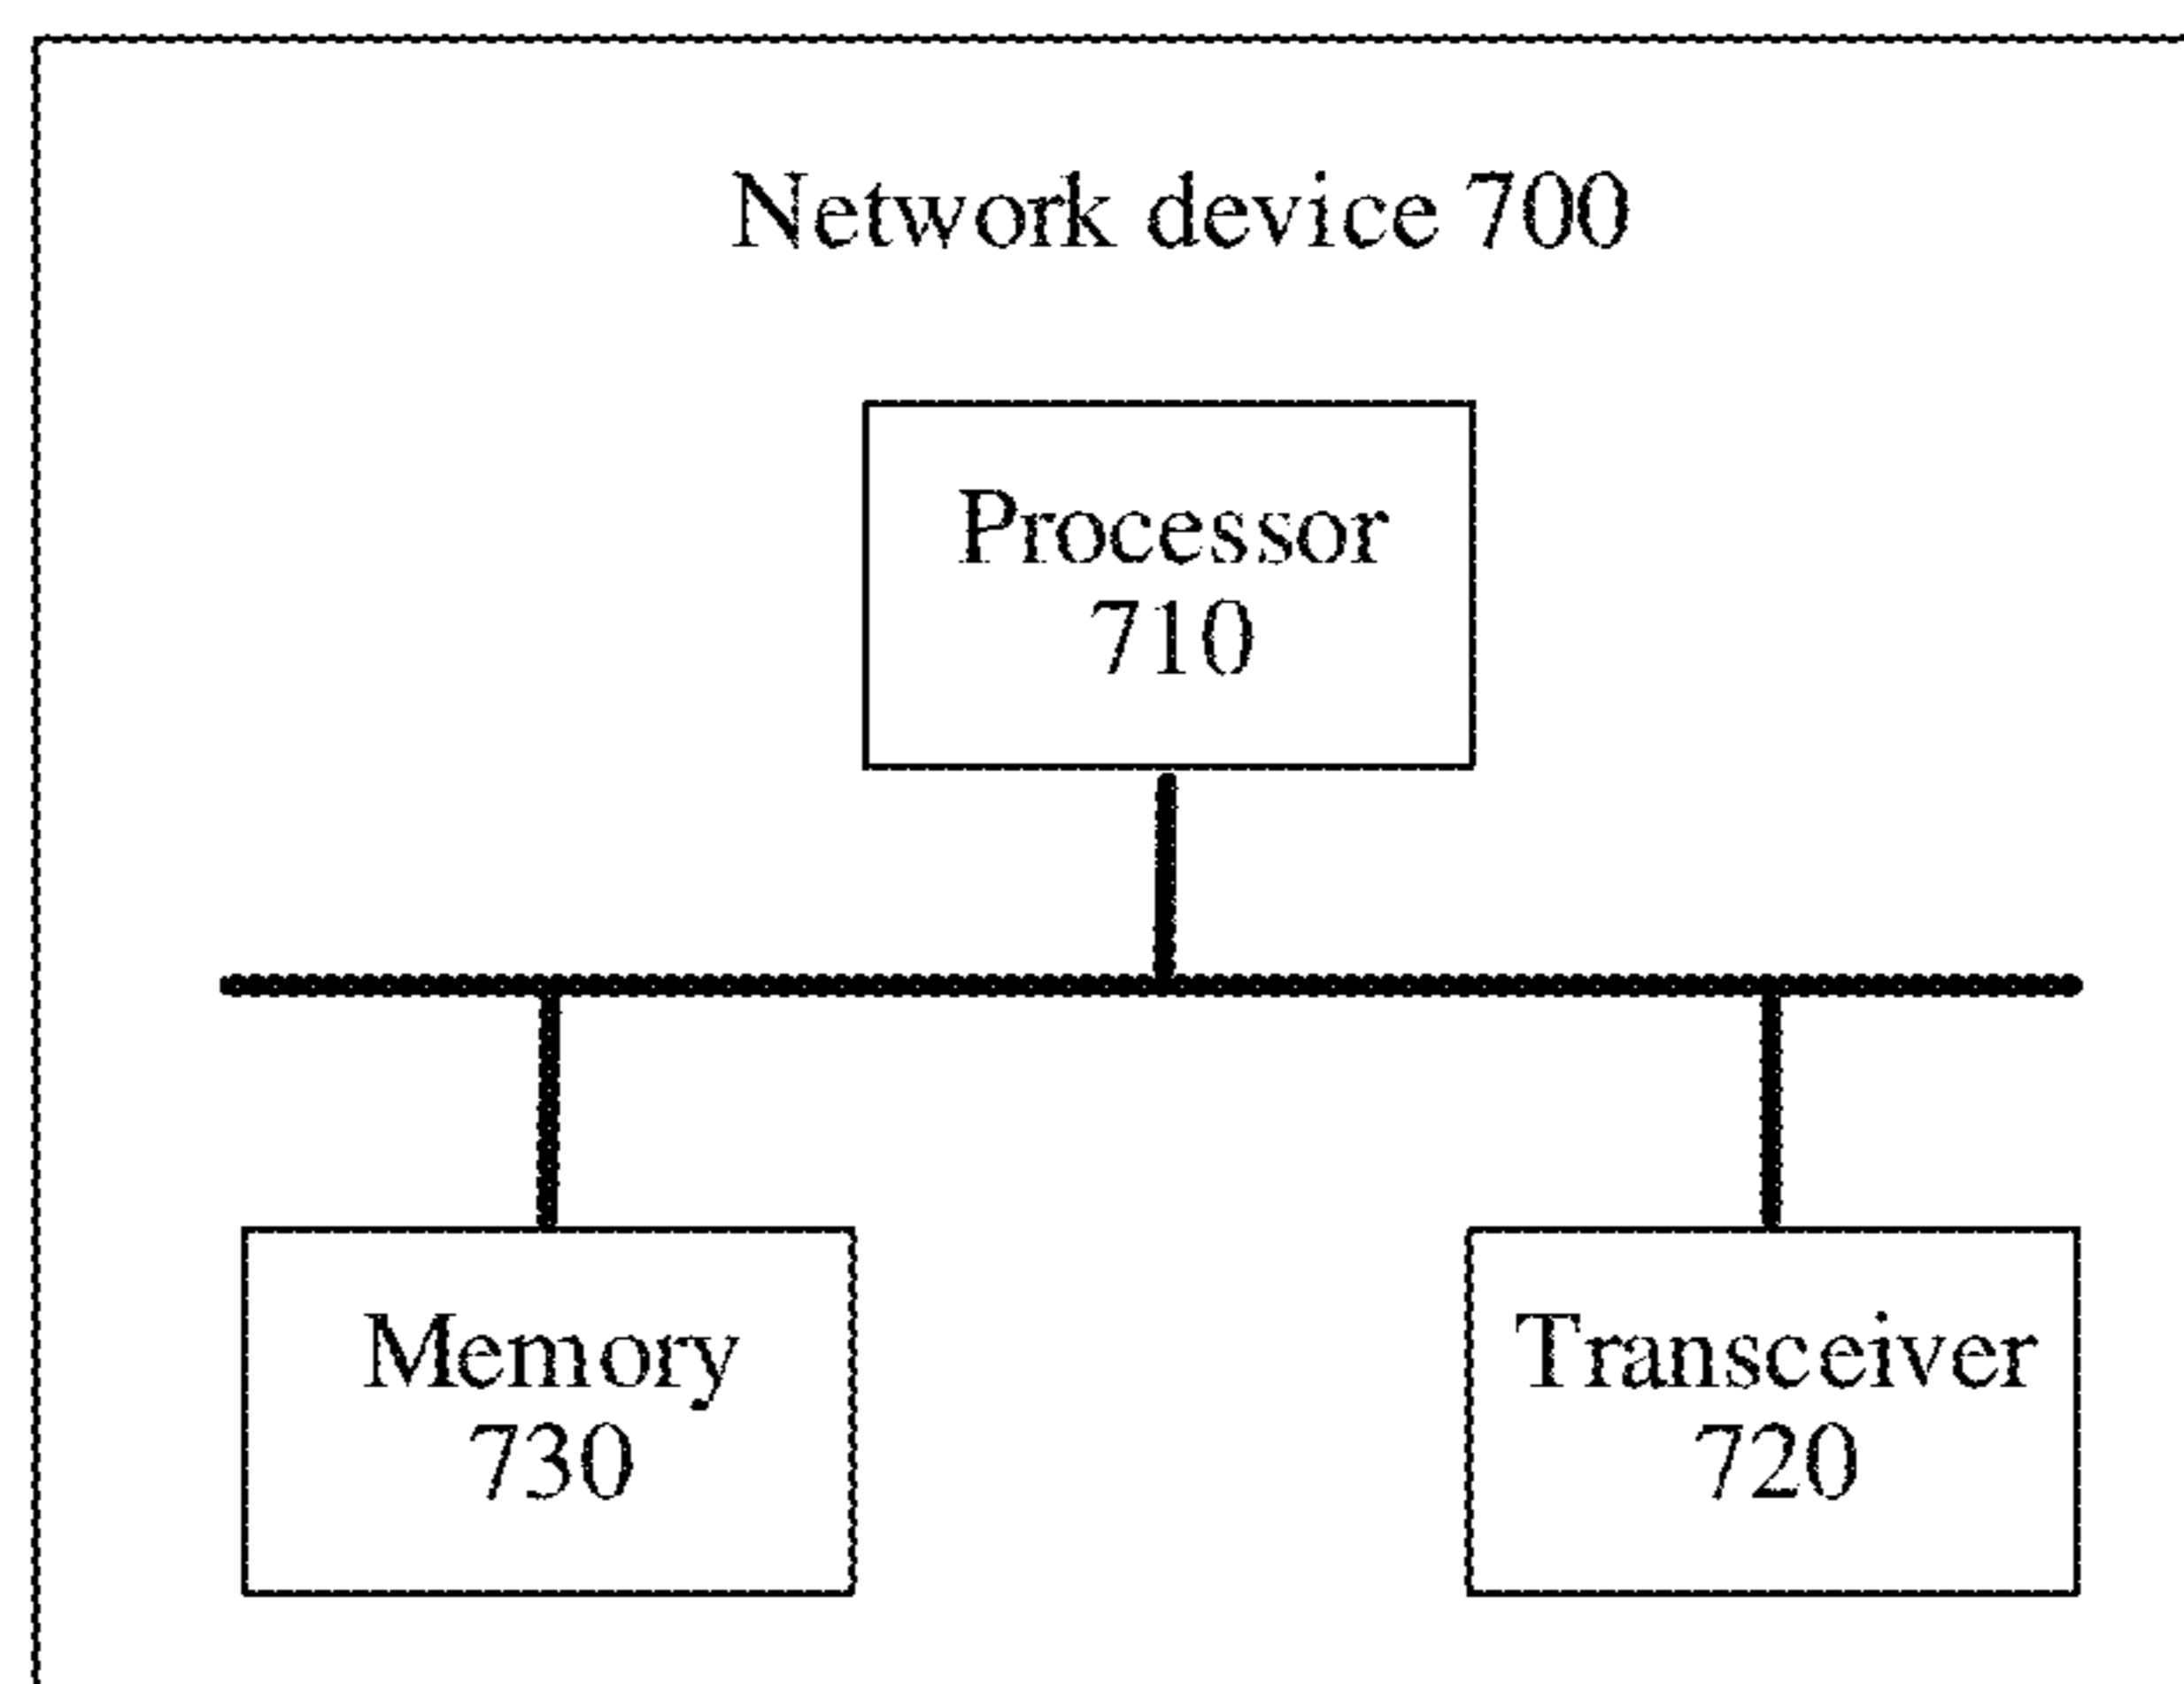 Network device 700
Processor
710
Memory
730
Transceiver
720